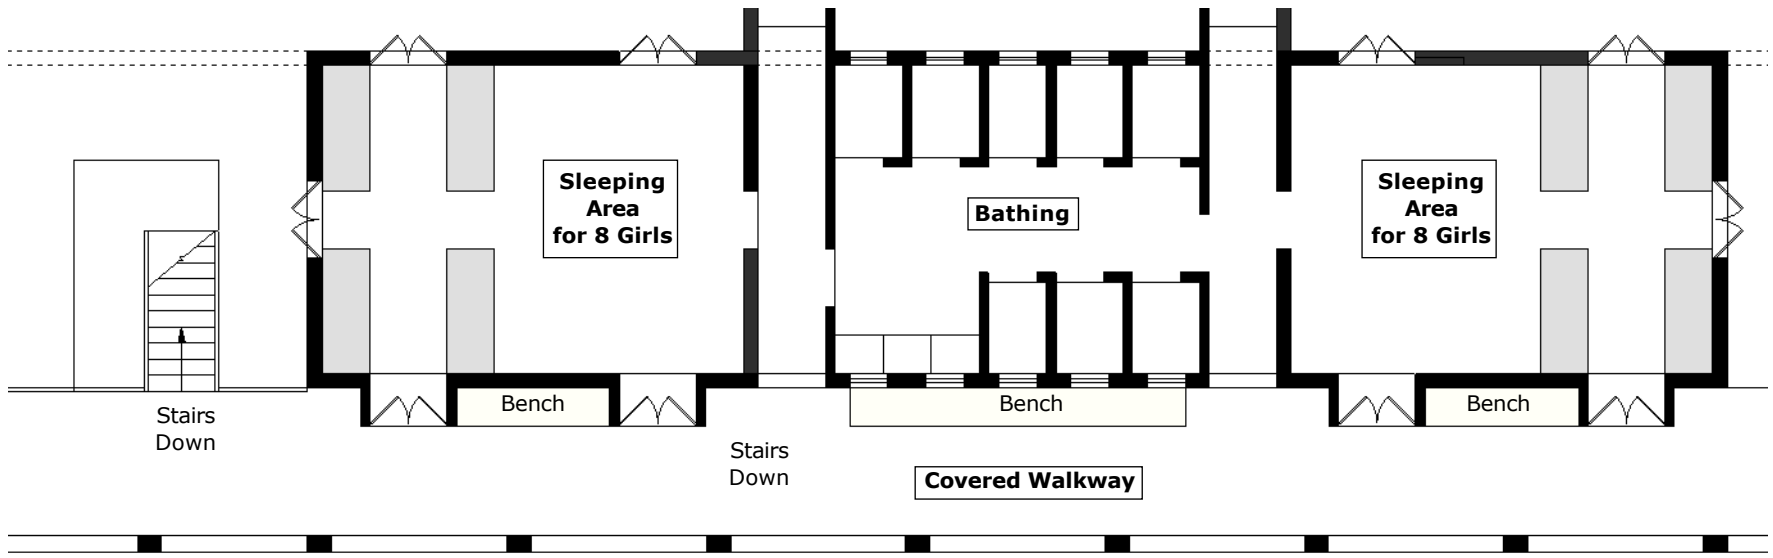 Sleeping
Area
for 8 Girls
Bathing
Sleeping
Area
for 8 Girls
Bench
Bench
Bench
Stairs
Down
Stairs
Down
Covered Walkway